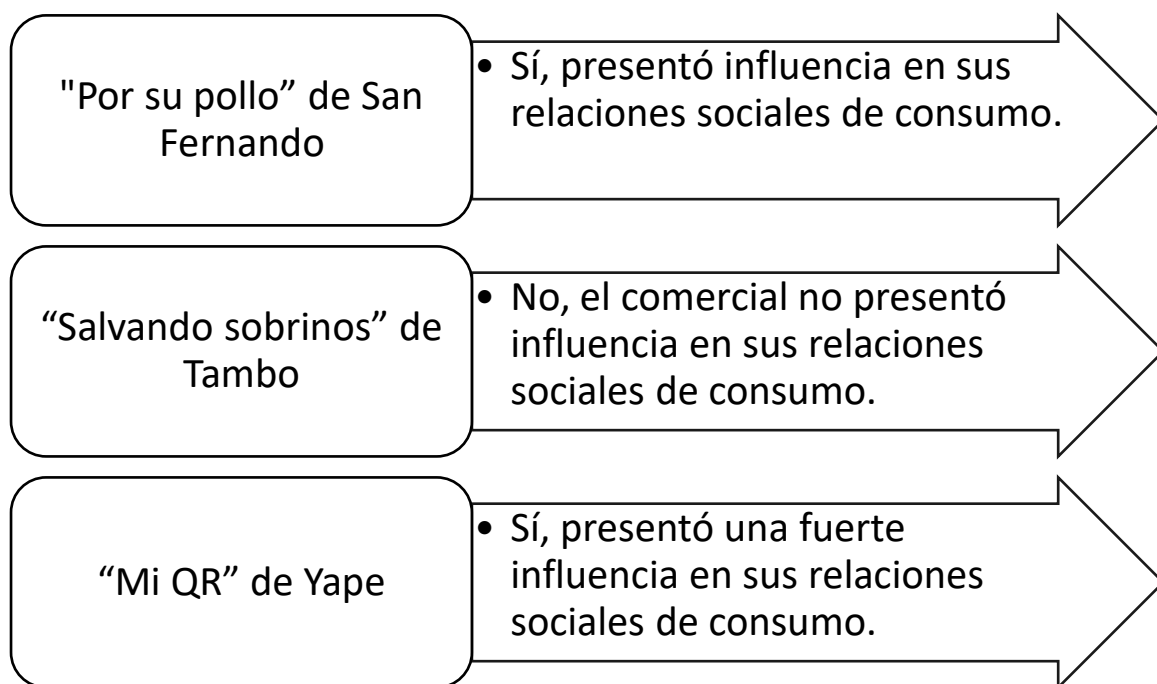 "Por su pollo” de San
Fernando
• Sí, presentó influencia en sus
relaciones sociales de consumo.
“Salvando sobrinos” de
Tambo
• No, el comercial no presentó
influencia en sus relaciones
sociales de consumo.
“Mi QR” de Yape
• Sí, presentó una fuerte
influencia en sus relaciones
sociales de consumo.